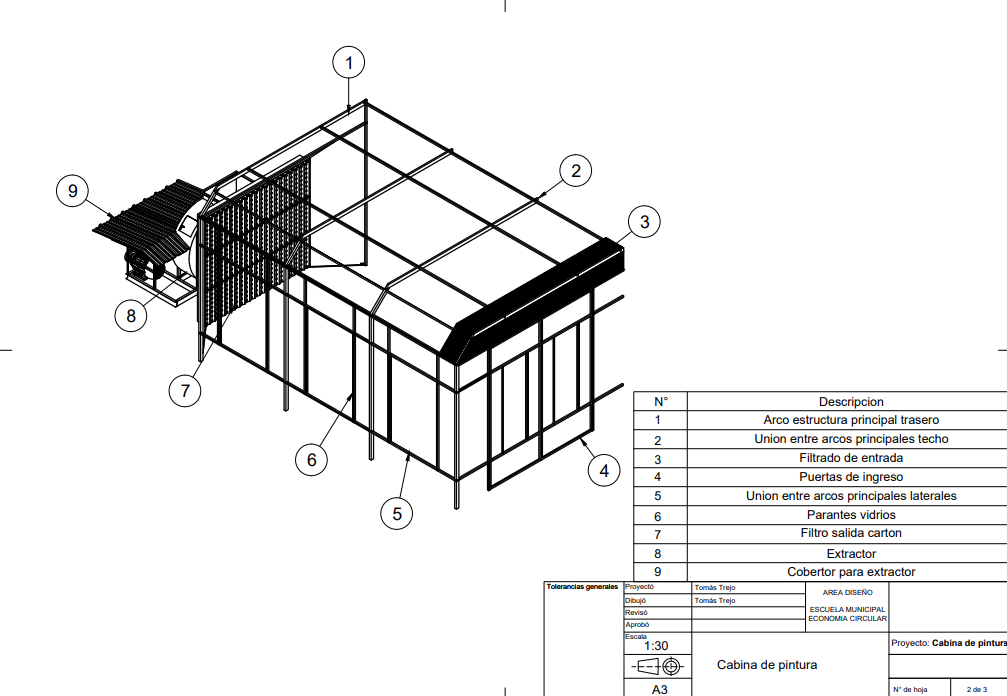 1
2
3
9
8
7
6
5
4
N° Descripcion
1 Arco estructura principal trasero
2 Union entre arcos principales techo
3 Filtrado de entrada
4 Puertas de ingreso
5 Union entre arcos principales laterales
6 Parantes vidrios
7 Filtro salida carton
8 Extractor
9 Cobertor para extractor
Tolerancias generales
Proyectó Tomás Trejo
Dibujó Tomás Trejo
Revisó
Aprobó
AREA DISEÑO
ESCUELA MUNICIPAL
ECONOMIA CIRCULAR
Escala
1:30
A3
Cabina de pintura
Proyecto: Cabina de pintura
N° de hoja 2 de 3